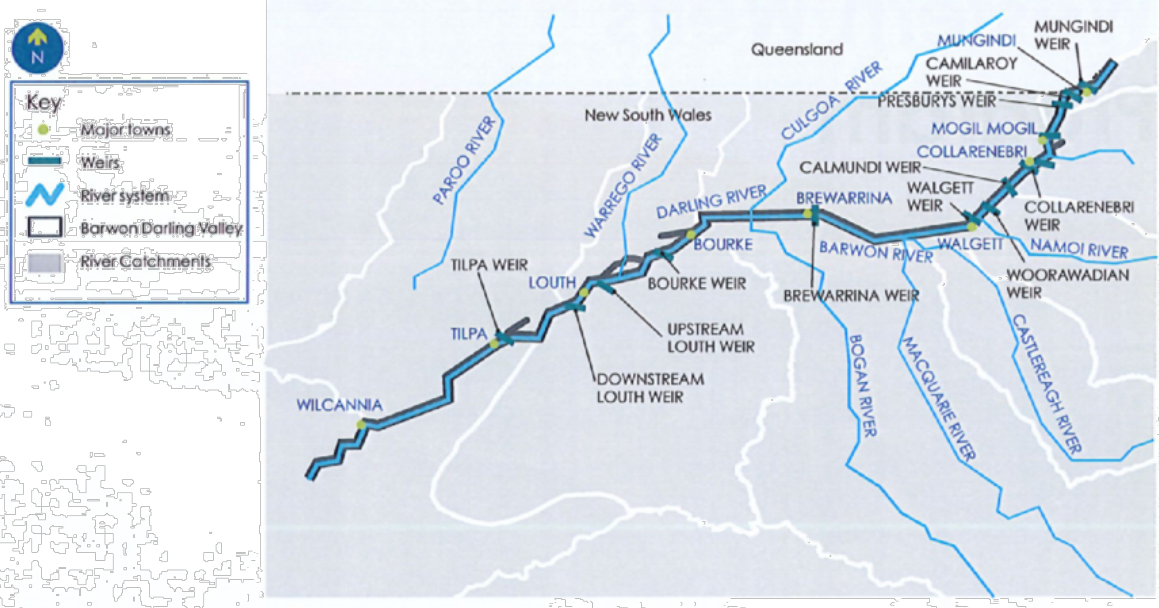 N
Key
Major towns
Weirs
River system
Barwon Darling Valley
River Catchments
Queensland
New South Wales
MUNGINDI
WEIR
MUNGINDI
CAMILAROY
WEIR
PRESBURYS WEIR
MOGIL MOGIL
COLLARENEBRI
CALMUNDI WEIR
WALGETT
WEIR
COLLARENEBRI
WEIR
CULGOA RIVER
PAROO RIVER
WARREGO RIVER
DARLING RIVER
BREWARRINA
BARWON RIVER
WALGETT
NAMOI RIVER
WOORAWADIAN
WEIR
BOURKE
BOURKE WEIR
BREWARRINA WEIR
TILPA WEIR
LOUTH
UPSTREAM
LOUTH WEIR
TILPA
DOWNSTREAM
LOUTH WEIR
WILCANNIA
BOGAN RIVER
MACQUARIE RIVER
CASTLEREAGH RIVER